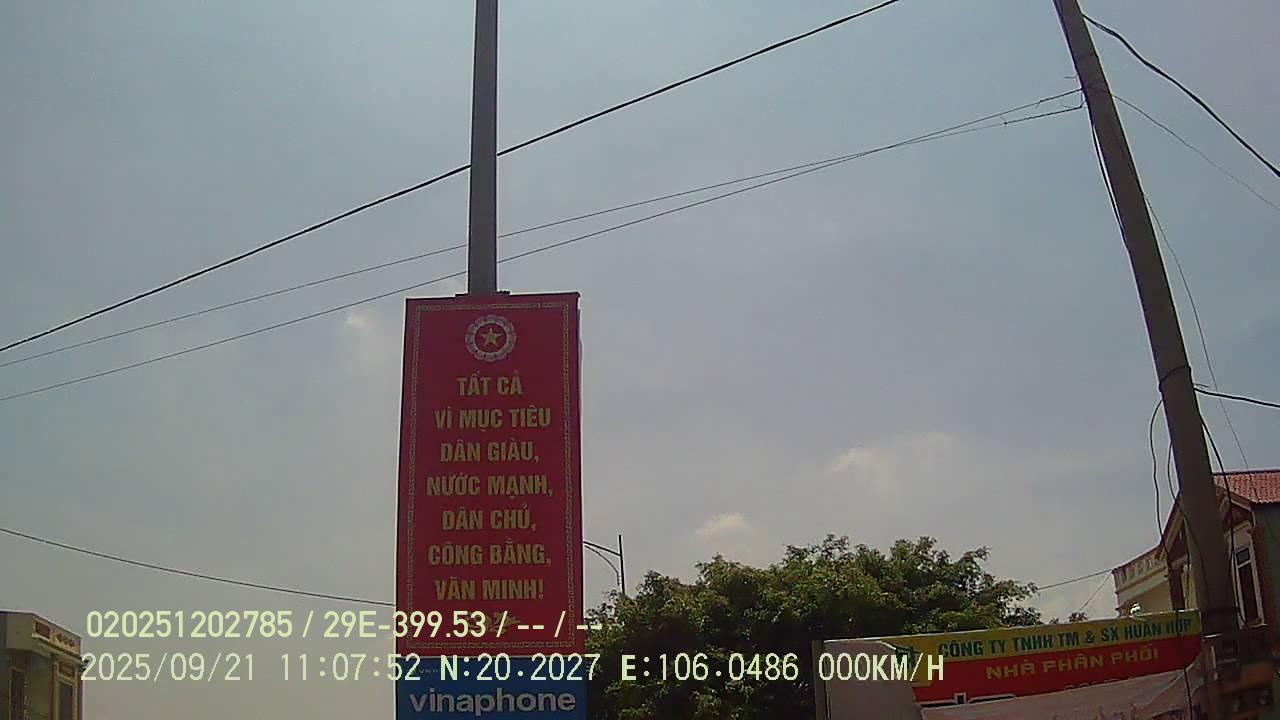 TẤT CẢ
VÌ MỤC TIÊU
DÂN GIÀU,
NƯỚC MẠNH,
DÂN CHỦ,
CÔNG BẰNG,
VĂN MINH!
vinaphone
CÔNG TY TNHH TM & SX HUẤN HỢP
NHÀ PHÂN PHỐI
020251202785 / 29E-399.53 / -- / --
2025/09/21 11:07:52 N:20.2027 E:106.0486 000KM/H